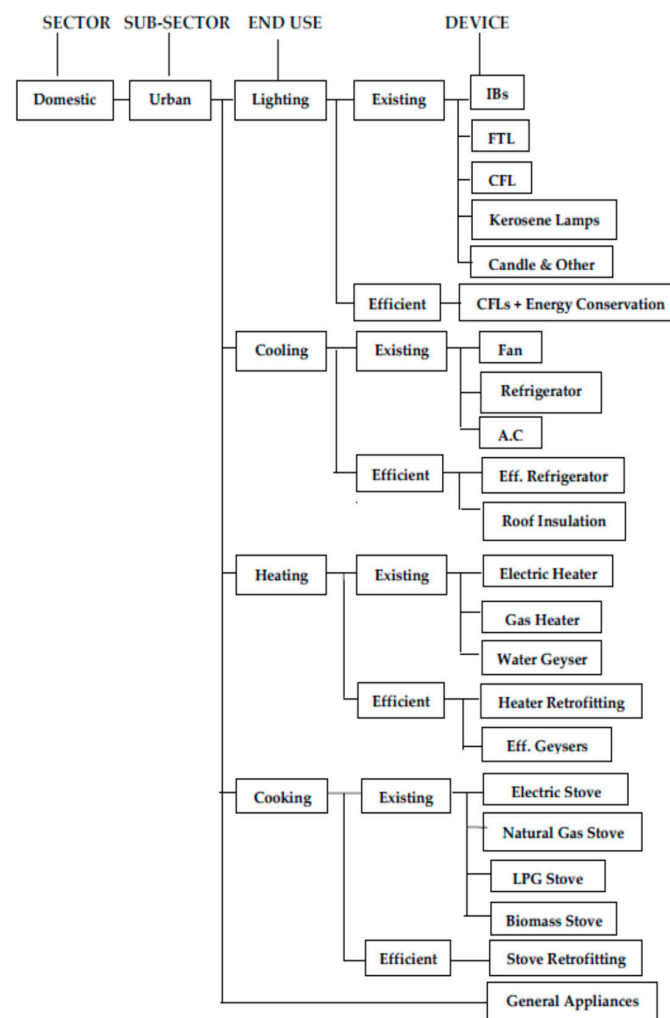 SECTOR SUB-SECTOR END USE DEVICE
Domestic Urban Lighting Existing IBs
FTL
CFL
Kerosene Lamps
Candle & Other
Efficient CFLs + Energy Conservation
Cooling Existing Fan
Refrigerator
A.C
Efficient Eff. Refrigerator
Roof Insulation
Heating Existing Electric Heater
Gas Heater
Water Geyser
Efficient Heater Retrofitting
Eff. Geysers
Cooking Existing Electric Stove
Natural Gas Stove
LPG Stove
Biomass Stove
Efficient Stove Retrofitting
General Appliances